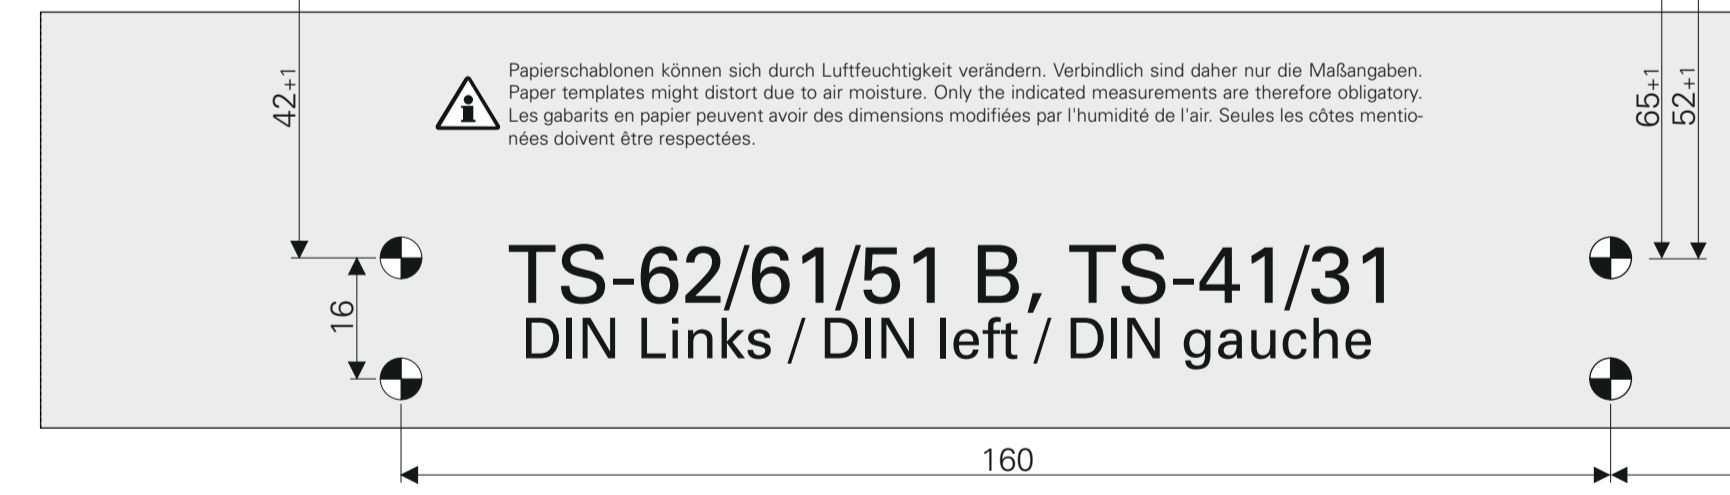 Papierschablonen können sich durch Luftfeuchtigkeit verändern. Verbindlich sind daher nur die Maßangaben.
Paper templates might distort due to air moisture. Only the indicated measurements are therefore obligatory.
Les gabarits en papier peuvent avoir des dimensions modifiées par l'humidité de l'air. Seules les côtes mentio-
nées doivent être respectées.
42+1
65+1
52+1
TS-62/61/51 B, TS-41/31
DIN Links / DIN left / DIN gauche
16
160